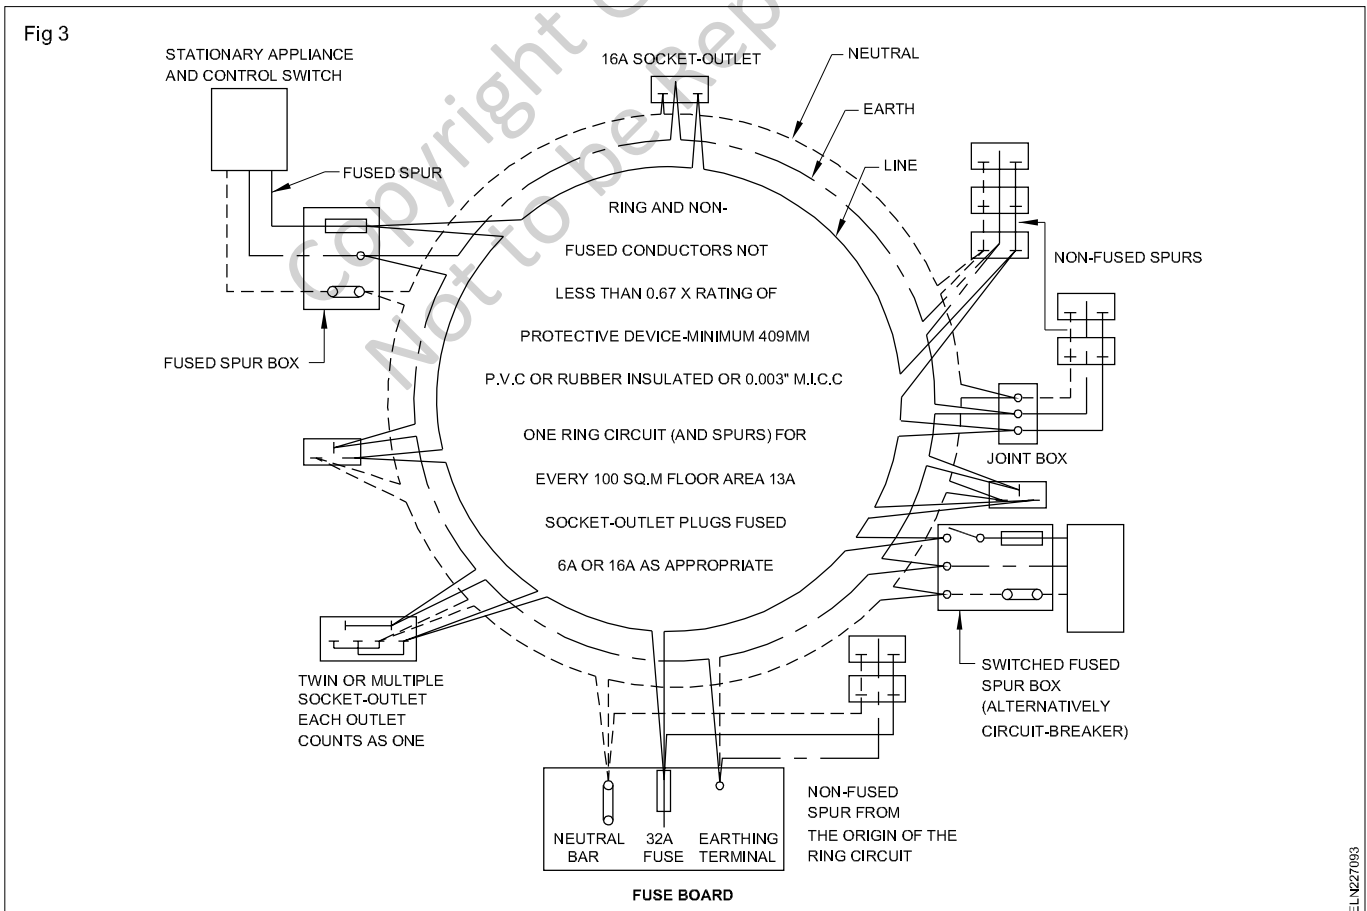 Fig 3
STATIONARY APPLIANCE
AND CONTROL SWITCH
16A SOCKET-OUTLET
NEUTRAL
EARTH
LINE
FUSED SPUR
FUSED SPUR BOX
NON-FUSED SPURS
RING AND NON-
FUSED CONDUCTORS NOT
LESS THAN 0.67 X RATING OF
PROTECTIVE DEVICE-MINIMUM 409MM
P.V.C OR RUBBER INSULATED OR 0.003" M.I.C.C
ONE RING CIRCUIT (AND SPURS) FOR
EVERY 100 SQ.M FLOOR AREA 13A
SOCKET-OUTLET PLUGS FUSED
6A OR 16A AS APPROPRIATE
JOINT BOX
SWITCHED FUSED
SPUR BOX
(ALTERNATIVELY
CIRCUIT-BREAKER)
TWIN OR MULTIPLE
SOCKET-OUTLET
EACH OUTLET
COUNTS AS ONE
NEUTRAL
BAR
32A
FUSE
EARTHING
TERMINAL
NON-FUSED
SPUR FROM
THE ORIGIN OF THE
RING CIRCUIT
FUSE BOARD
ELN227093
Copyright
Not to be Rep